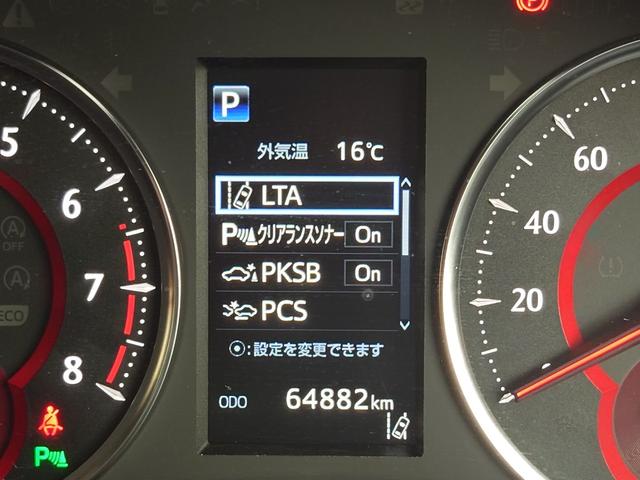 P
外気温 16℃
LTA
P クリアランスソナー On
PKSB On
PCS
:設定を変更できます
ODO 64882km
5
6
7
8
OFF
A
ECO
P
60
40
20
P